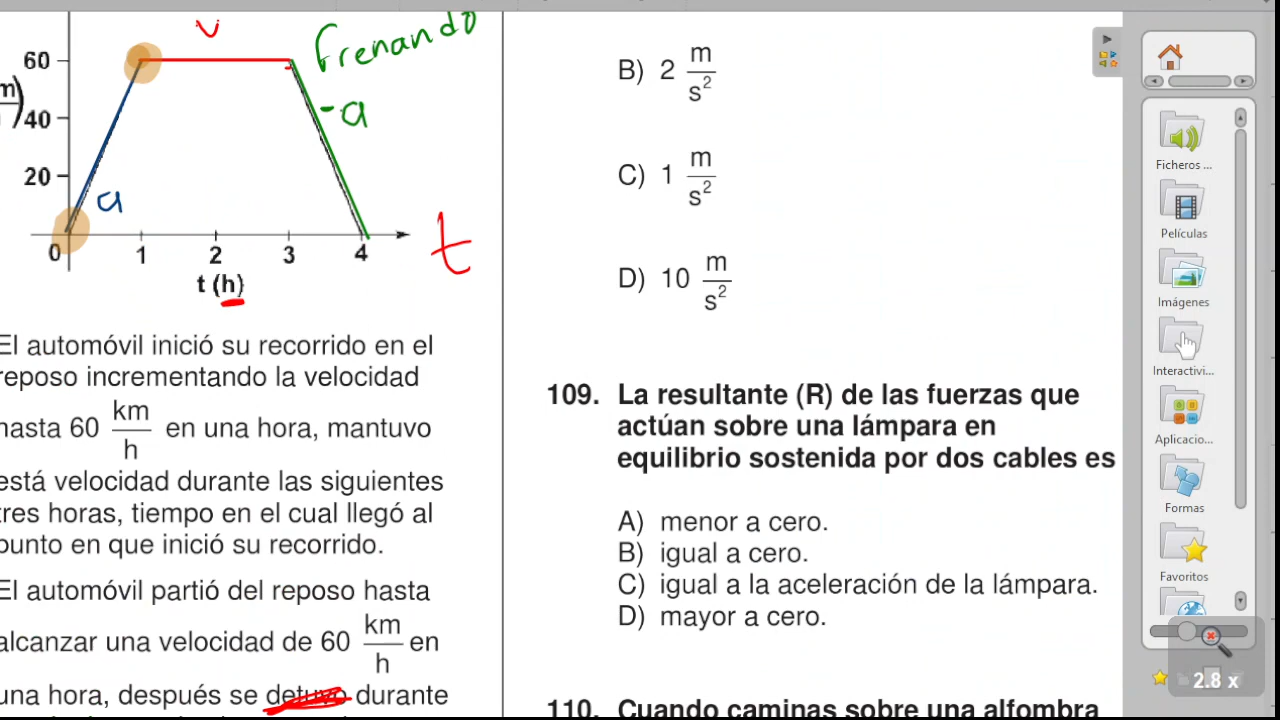 v
frenando
60
m
40
-a
20
a
0
1
2
3
4
t
t (h)
El automóvil inició su recorrido en el
reposo incrementando la velocidad
hasta 60 km/h en una hora, mantuvo
está velocidad durante las siguientes
tres horas, tiempo en el cual llegó al
punto en que inició su recorrido.
El automóvil partió del reposo hasta
alcanzar una velocidad de 60 km/h en
una hora, después se detuvo durante
B) 2 m/s²
C) 1 m/s²
D) 10 m/s²
109. La resultante (R) de las fuerzas que
actúan sobre una lámpara en
equilibrio sostenida por dos cables es
A) menor a cero.
B) igual a cero.
C) igual a la aceleración de la lámpara.
D) mayor a cero.
110. Cuando caminas sobre una alfombra
Ficheros ...
Películas
Imágenes
Interactivi...
Aplicacio...
Formas
Favoritos
2.8 x